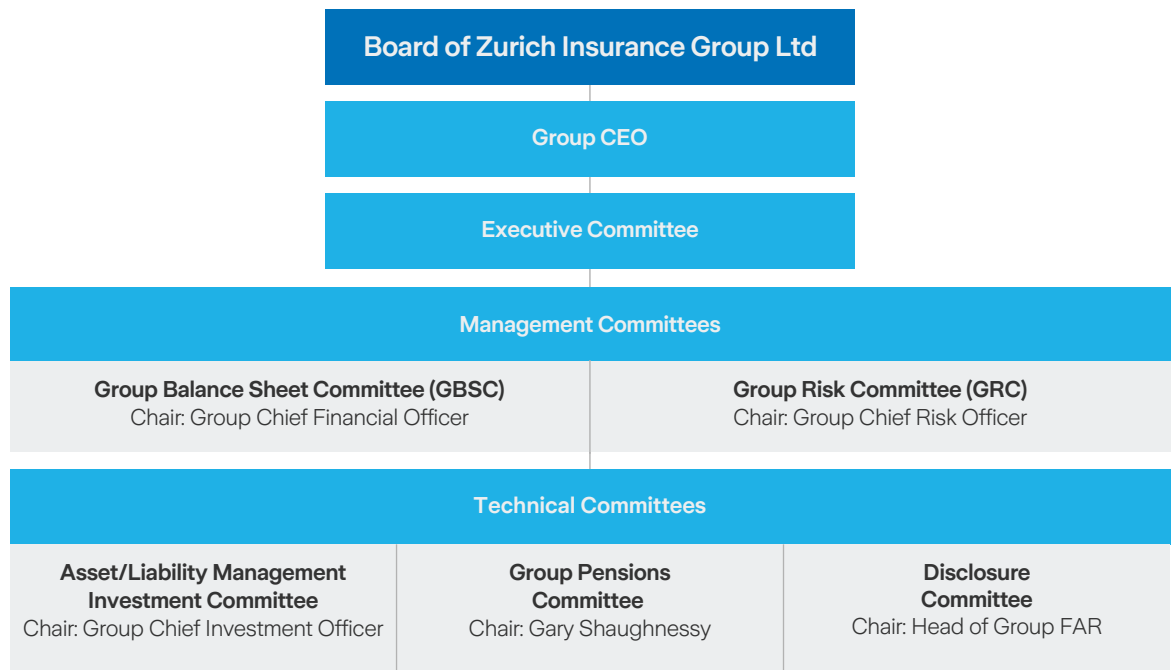 Board of Zurich Insurance Group Ltd
Group CEO
Executive Committee
Management Committees
Group Balance Sheet Committee (GBSC)
Chair: Group Chief Financial Officer
Group Risk Committee (GRC)
Chair: Group Chief Risk Officer
Technical Committees
Asset/Liability Management
Investment Committee
Chair: Group Chief Investment Officer
Group Pensions
Committee
Chair: Gary Shaughnessy
Disclosure
Committee
Chair: Head of Group FAR